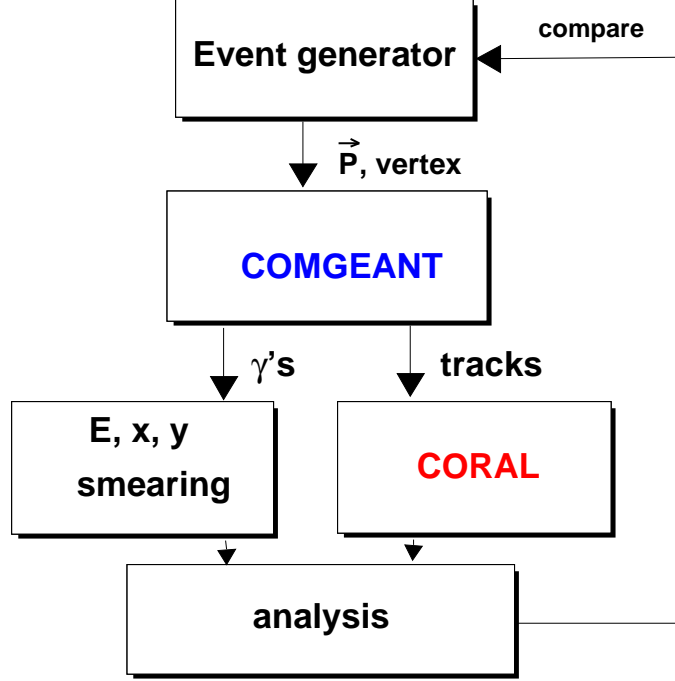 compare
Event generator
P⃗, vertex
COMGEANT
γ's
tracks
E, x, y
smearing
CORAL
analysis